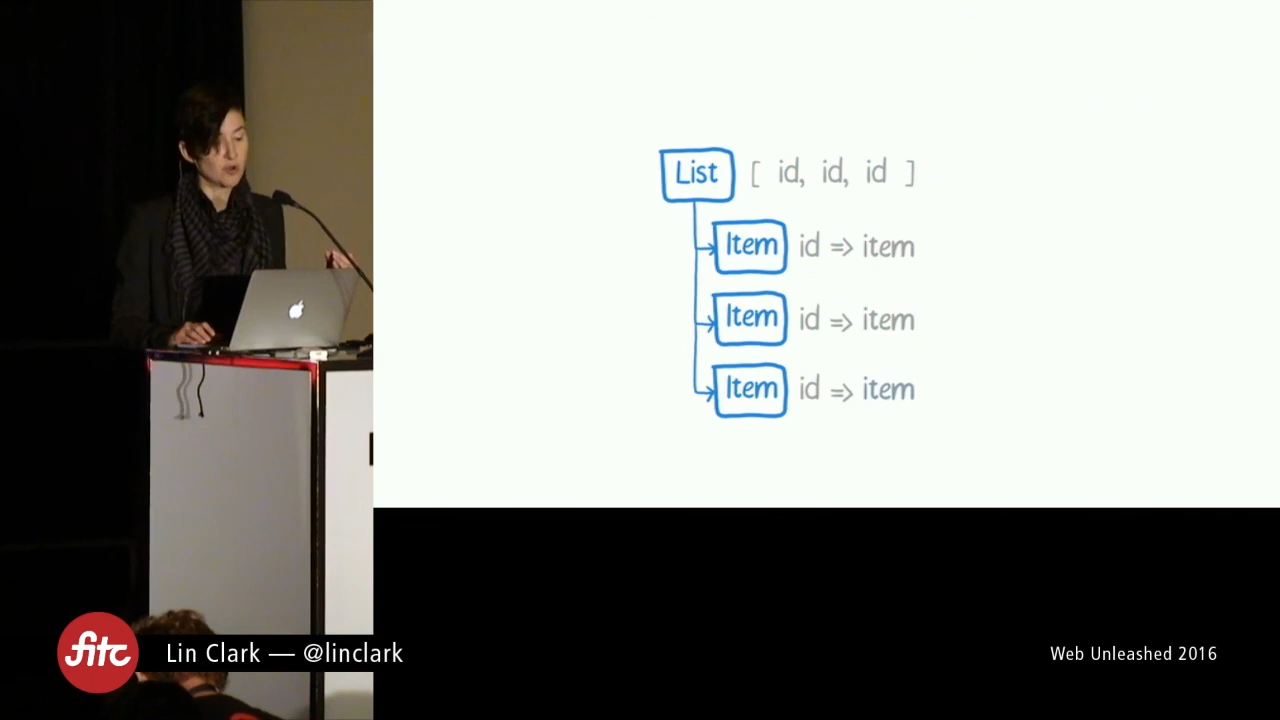 List [ id, id, id ]
Item id => item
Item id => item
Item id => item
fitc
Lin Clark — @linclark
Web Unleashed 2016